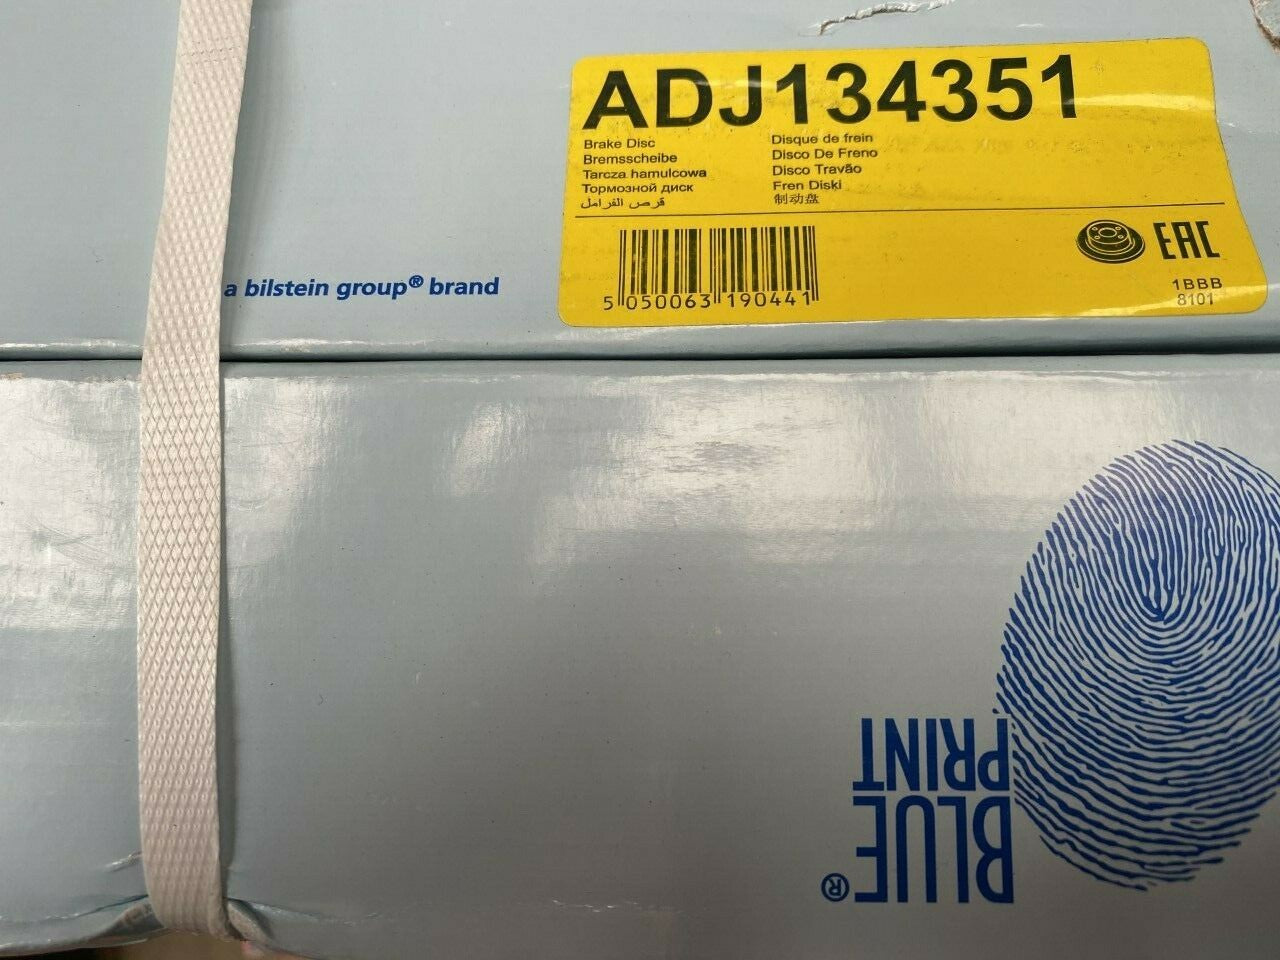 ADJ134351
Brake Disc
Bremsscheibe
Tarcza hamulcowa
Тормозной диск
قرص الفرامل
Disque de frein
Disco De Freno
Disco Travão
Fren Diski
制动盘
EAC
5 050063 190441
1BBB
8101
a bilstein group® brand
BLUE®
PRINT